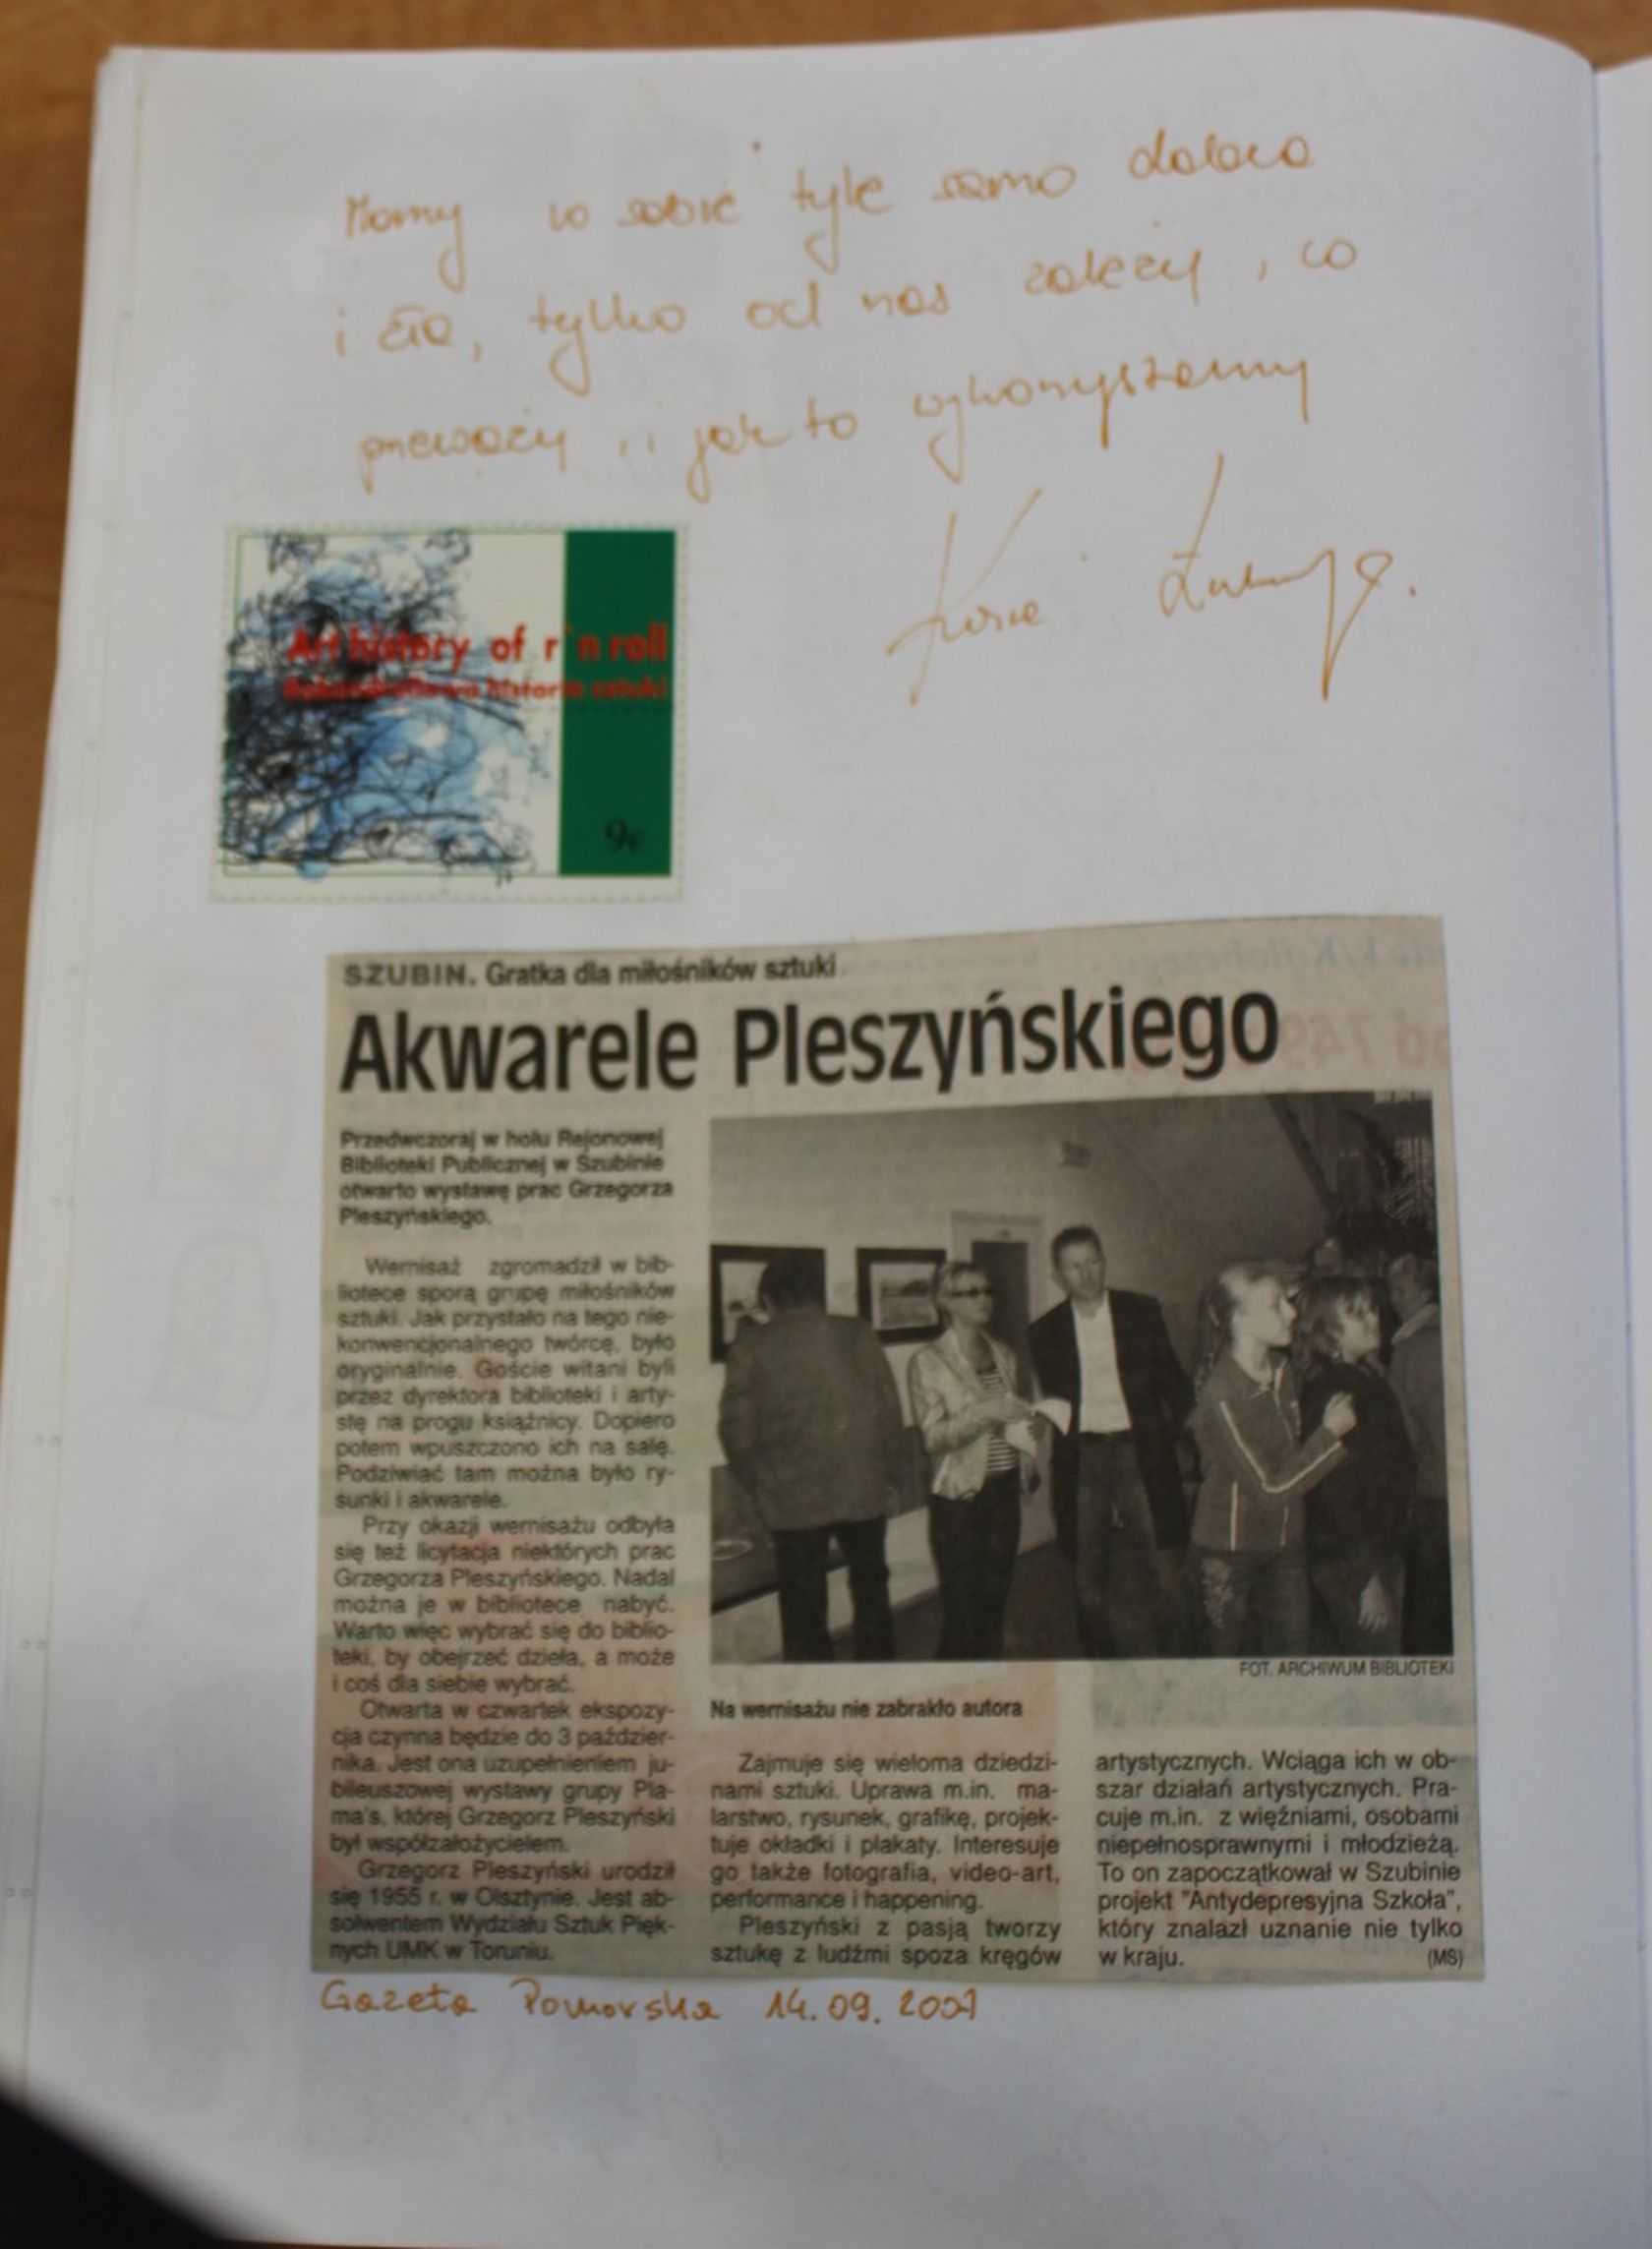 Mamy w sobie tyle samo dobra
i zła, tylko od nas zależy, co
przeważy, i jak to wykorzystamy
Kasia
Art history of r'n roll
Rokendrollowa historia sztuki
9€
SZUBIN. Gratka dla miłośników sztuki
Akwarele Pleszyńskiego
Przedwczoraj w holu Rejonowej
Biblioteki Publicznej w Szubinie
otwarto wystawę prac Grzegorza
Pleszyńskiego.
Wernisaż zgromadził w bib-
liotece sporą grupę miłośników
sztuki. Jak przystało na tego nie-
konwencjonalnego twórcę, było
oryginalnie. Goście witani byli
przez dyrektora biblioteki i arty-
stę na progu książnicy. Dopiero
potem wpuszczono ich na salę.
Podziwiać tam można było ry-
sunki i akwarele.
Przy okazji wernisażu odbyła
się też licytacja niektórych prac
Grzegorza Pleszyńskiego. Nadal
można je w bibliotece nabyć.
Warto więc wybrać się do biblio-
teki, by obejrzeć dzieła, a może
i coś dla siebie wybrać.
Otwarta w czwartek ekspozy-
cja czynna będzie do 3 paździer-
nika. Jest ona uzupełnieniem ju-
bileuszowej wystawy grupy Pla-
ma's, której Grzegorz Pleszyński
był współzałożycielem.
Grzegorz Pleszyński urodził
się 1955 r. w Olsztynie. Jest ab-
solwentem Wydziału Sztuk Pięk-
nych UMK w Toruniu.
FOT. ARCHIWUM BIBLIOTEKI
Na wernisażu nie zabrakło autora
Zajmuje się wieloma dziedzi-
nami sztuki. Uprawa m.in. ma-
larstwo, rysunek, grafikę, projek-
tuje okładki i plakaty. Interesuje
go także fotografia, video-art,
performance i happening.
Pleszyński z pasją tworzy
sztukę z ludźmi spoza kręgów
artystycznych. Wciąga ich w ob-
szar działań artystycznych. Pra-
cuje m.in. z więźniami, osobami
niepełnosprawnymi i młodzieżą.
To on zapoczątkował w Szubinie
projekt "Antydepresyjna Szkoła",
który znalazł uznanie nie tylko
w kraju. (MS)
Gazeta Pomorska 14.09.2007